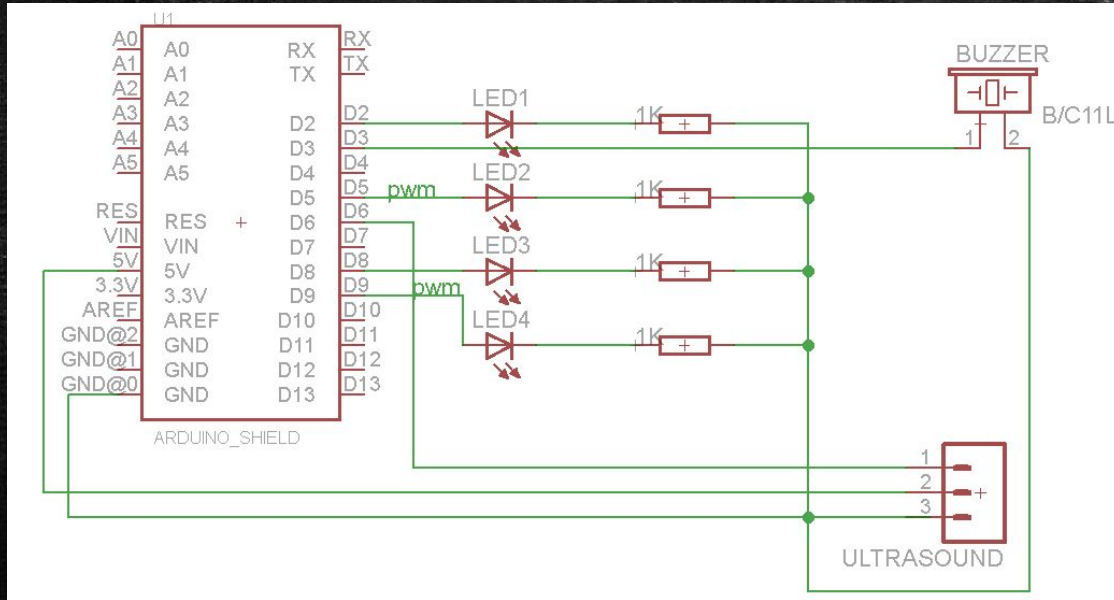 U1
A0 A0 RX RX
A1 A1 TX TX
A2 A2
A3 A3 D2 D2
A4 A4 D3 D3
A5 A5 D4 D4
D5 D5
RES RES D6 D6
VIN VIN D7 D7
5V 5V D8 D8
3.3V 3.3V D9 D9
AREF AREF D10 D10
GND@2 GND D11 D11
GND@1 GND D12 D12
GND@0 GND D13 D13
ARDUINO_SHIELD
LED1 1K
pwm
LED2 1K
LED3 1K
pwm
LED4 1K
BUZZER
B/C11L
1 2
1
2
3
ULTRASOUND